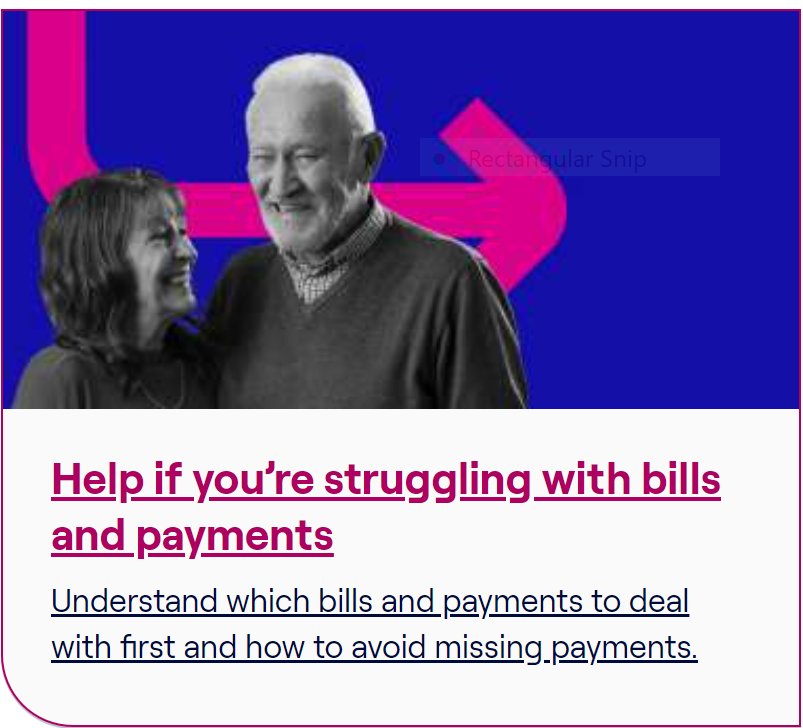 Rectangular Snip
Help if you’re struggling with bills
and payments
Understand which bills and payments to deal
with first and how to avoid missing payments.